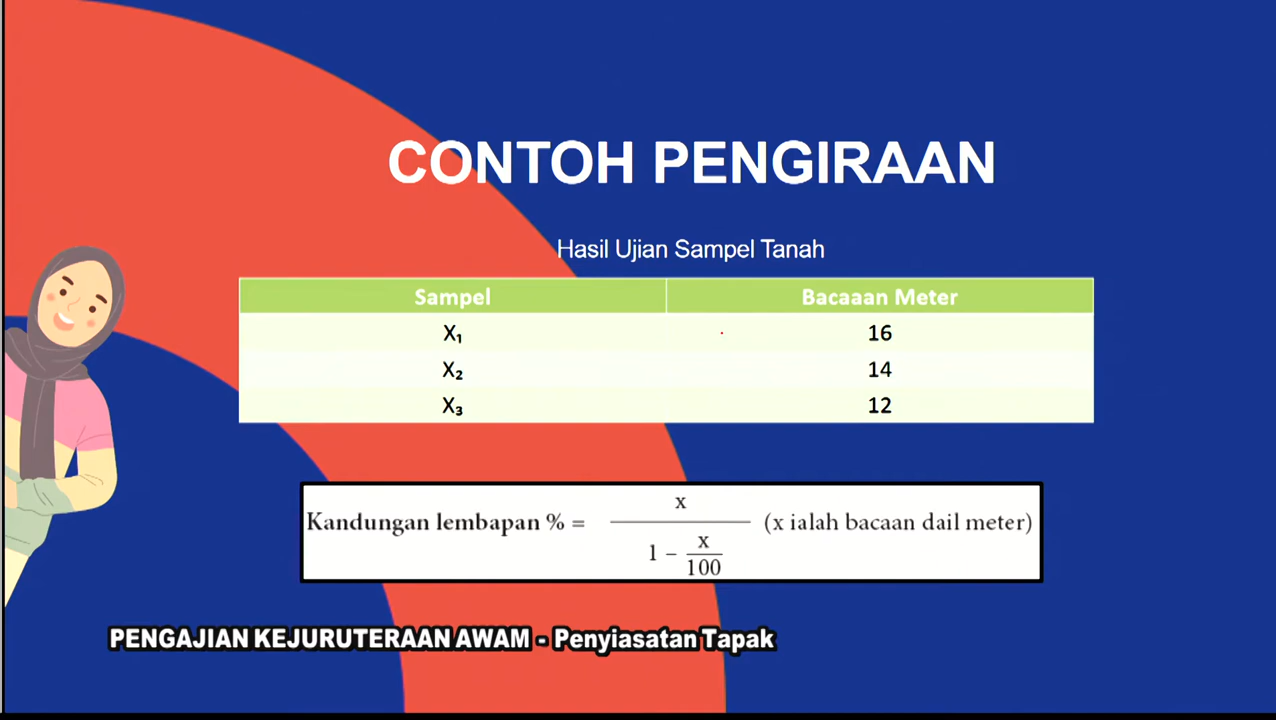 CONTOH PENGIRAAN
Hasil Ujian Sampel Tanah
Sampel Bacaaan Meter
X₁ 16
X₂ 14
X₃ 12
x
Kandungan lembapan % = (x ialah bacaan dail meter)
1 – x
100
PENGAJIAN KEJURUTERAAN AWAM - Penyiasatan Tapak